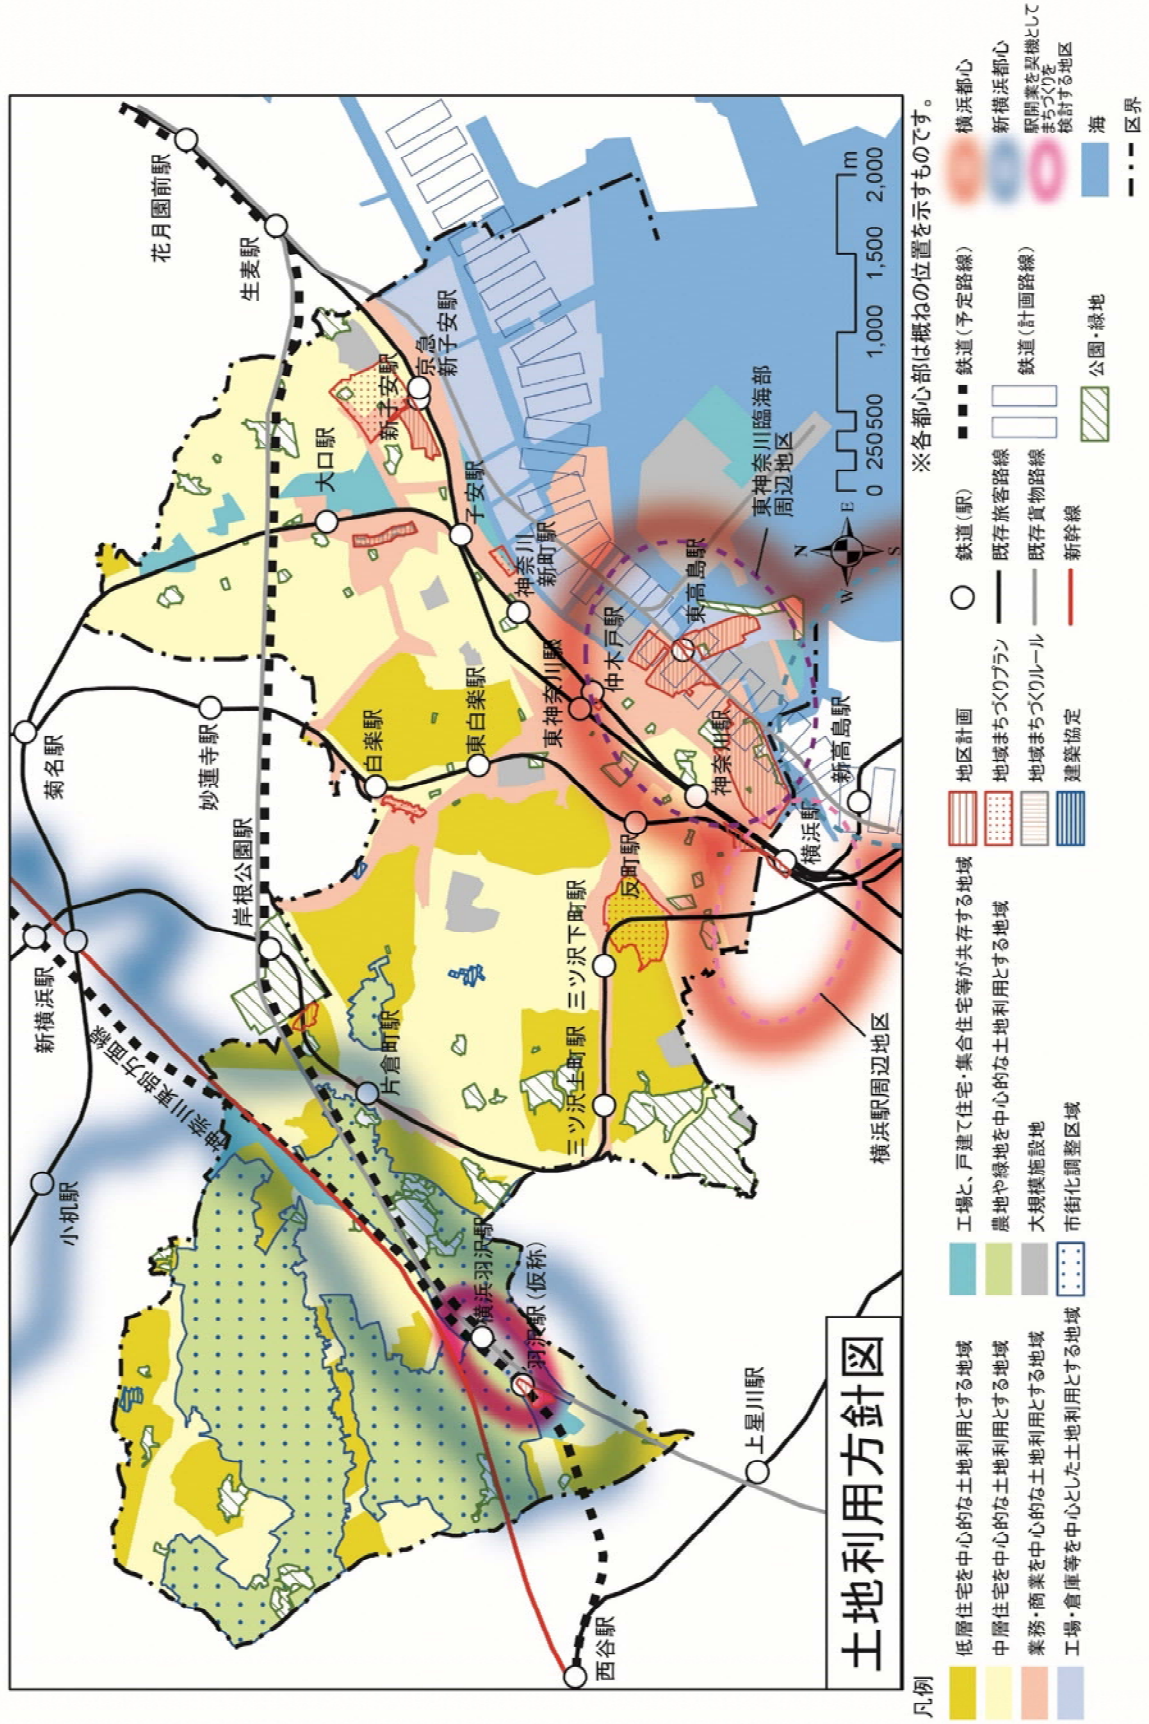 土地利用方針図
花月園前駅
生麦駅
京急
新子安駅
新子安駅
大口駅
子安駅
神奈川
新町駅
菊名駅
妙蓮寺駅
白楽駅
東白楽駅
東神奈川駅
仲木戸駅
東高島駅
東神奈川臨海部
周辺地区
神奈川駅
新高島駅
横浜駅
反町駅
岸根公園駅
新横浜駅
神奈川東部方面線
小机駅
片倉町駅
三ツ沢下町駅
三ツ沢上町駅
横浜駅周辺地区
横浜羽沢駅
羽沢駅(仮称)
上星川駅
西谷駅
N
E
S
W
0 250 500 1,000 1,500 2,000
m
※各都心部は概ねの位置を示すものです。
凡例
低層住宅を中心的な土地利用とする地域
中層住宅を中心的な土地利用とする地域
業務・商業を中心的な土地利用とする地域
工場・倉庫等を中心とした土地利用とする地域
工場と、戸建て住宅・集合住宅等が共存する地域
農地や緑地を中心的な土地利用とする地域
大規模施設地
市街化調整区域
地区計画
地域まちづくりプラン
地域まちづくりルール
建築協定
鉄道(駅)
既存旅客路線
既存貨物路線
新幹線
鉄道(予定路線)
鉄道(計画路線)
公園・緑地
横浜都心
新横浜都心
駅開業を契機として
まちづくりを
検討する地区
海
区界